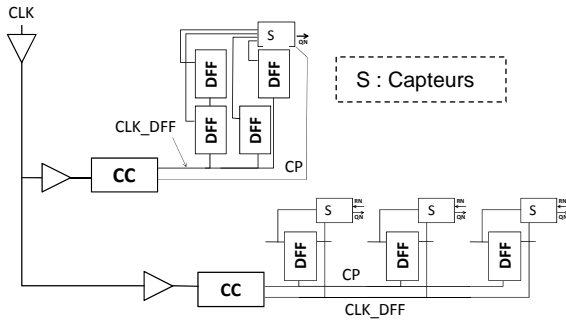 CLK
S
QN
DFF
DFF
S : Capteurs
DFF
DFF
CLK_DFF
CC
CP
S
RN
QN
S
RN
QN
S
RN
QN
DFF
DFF
DFF
CP
CC
CLK_DFF